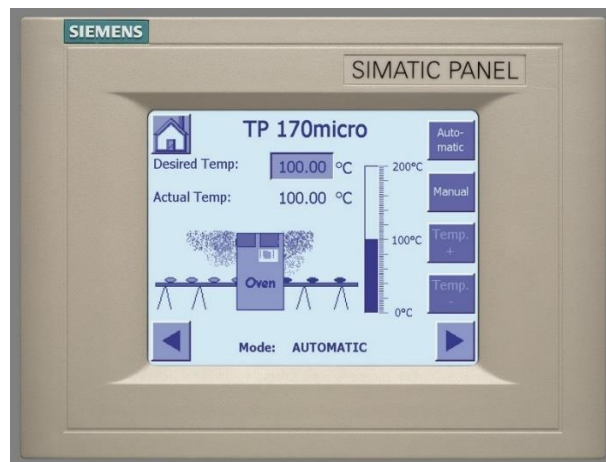 SIEMENS
SIMATIC PANEL
TP 170micro
Auto-
matic
Desired Temp: 100.00 °C
200°C
Actual Temp: 100.00 °C
Manual
100°C
Temp.
+
Oven
Temp.
-
0°C
Mode: AUTOMATIC